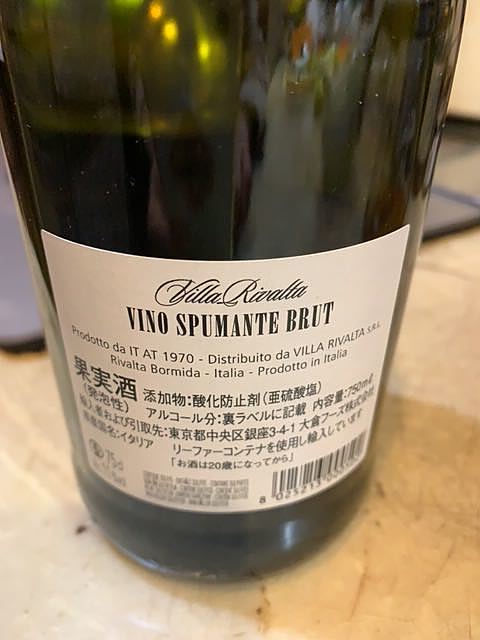 Villa Rivalta
VINO SPUMANTE BRUT
Prodotto da IT AT 1970 - Distribuito da VILLA RIVALTA S.R.L.
Rivalta Bormida - Italia - Prodotto in Italia
果実酒 添加物:酸化防止剤(亜硫酸塩)
(発泡性) アルコール分:裏ラベルに記載 内容量:750mℓ
輸入業者および引取先:東京都中央区銀座3-4-1 大倉フーズ株式会社
イタリア リーファーコンテナを使用し輸入しています
「お酒は20歳になってから」
75cl
8 025213